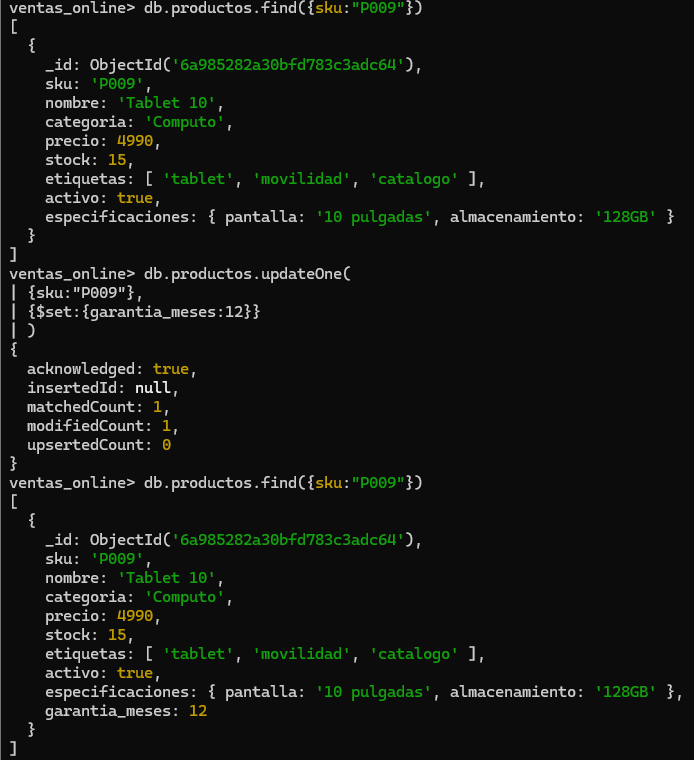 ventas_online> db.productos.find({sku:"P009"})
[
  {
    _id: ObjectId('6a985282a30bfd783c3adc64'),
    sku: 'P009',
    nombre: 'Tablet 10',
    categoria: 'Computo',
    precio: 4990,
    stock: 15,
    etiquetas: [ 'tablet', 'movilidad', 'catalogo' ],
    activo: true,
    especificaciones: { pantalla: '10 pulgadas', almacenamiento: '128GB' }
  }
]
ventas_online> db.productos.updateOne(
| {sku:"P009"},
| {$set:{garantia_meses:12}}
| )
{
  acknowledged: true,
  insertedId: null,
  matchedCount: 1,
  modifiedCount: 1,
  upsertedCount: 0
}
ventas_online> db.productos.find({sku:"P009"})
[
  {
    _id: ObjectId('6a985282a30bfd783c3adc64'),
    sku: 'P009',
    nombre: 'Tablet 10',
    categoria: 'Computo',
    precio: 4990,
    stock: 15,
    etiquetas: [ 'tablet', 'movilidad', 'catalogo' ],
    activo: true,
    especificaciones: { pantalla: '10 pulgadas', almacenamiento: '128GB' },
    garantia_meses: 12
  }
]